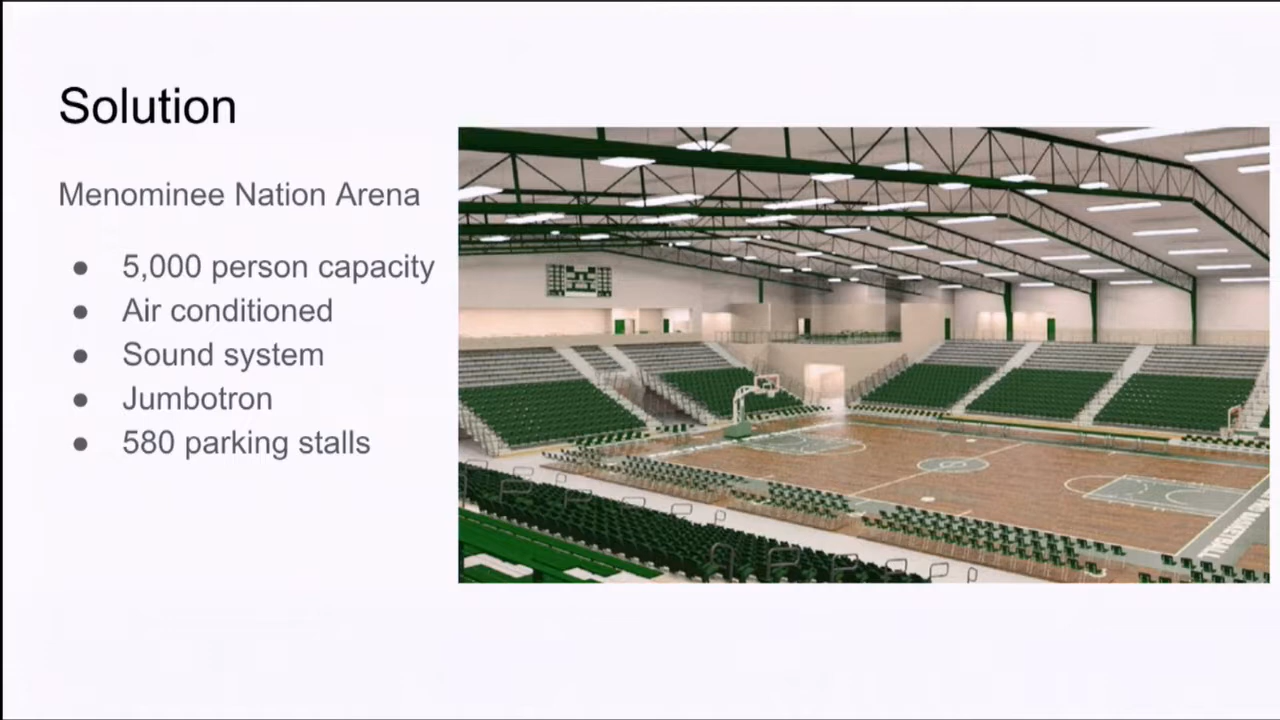 Solution
Menominee Nation Arena
● 5,000 person capacity
● Air conditioned
● Sound system
● Jumbotron
● 580 parking stalls